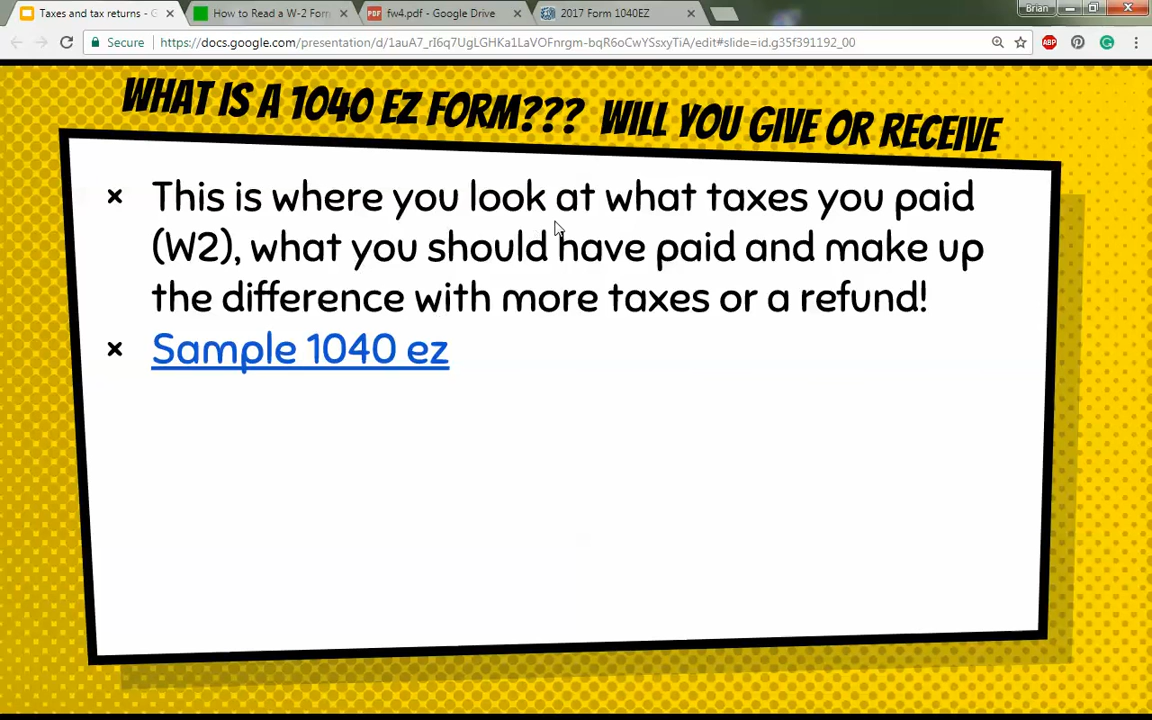 Brian
Taxes and tax returns - G
How to Read a W-2 Form
fw4.pdf - Google Drive
2017 Form 1040EZ
Secure
https://docs.google.com/presentation/d/1auA7_rI6q7UgLGHKa1LaVOFnrgm-bqR6oCwYSsxyTiA/edit#slide=id.g35f391192_00
ABP
WHAT IS A 1040 EZ FORM??? WILL YOU GIVE OR RECEIVE
× This is where you look at what taxes you paid
(W2), what you should have paid and make up
the difference with more taxes or a refund!
× Sample 1040 ez